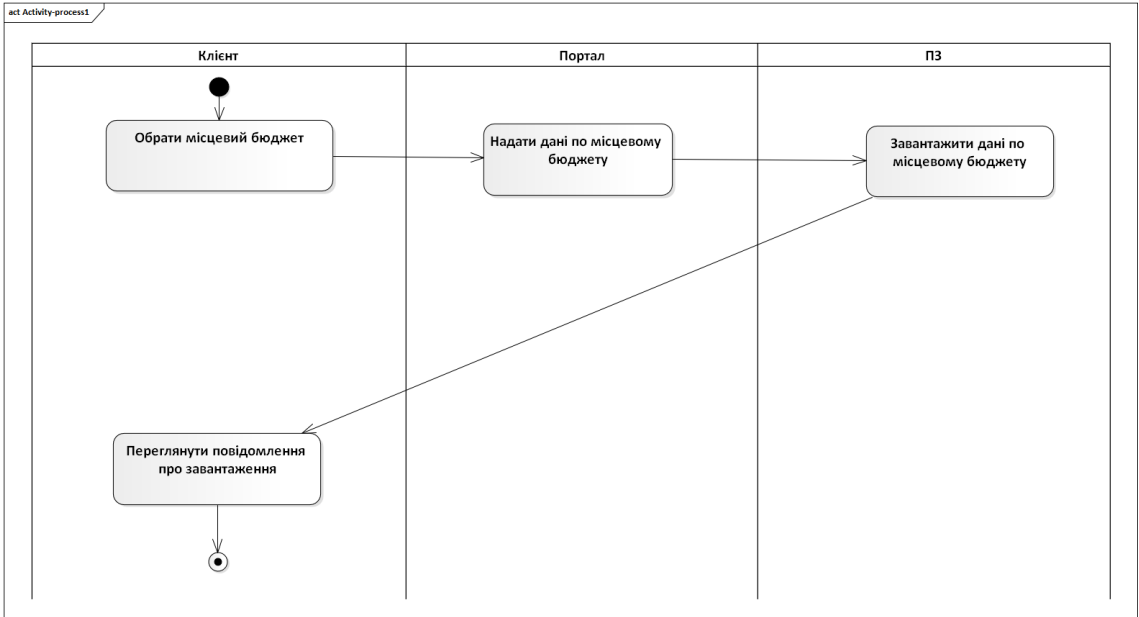 act Activity-process1
Клієнт
Портал
ПЗ
Обрати місцевий бюджет
Надати дані по місцевому
бюджету
Завантажити дані по
місцевому бюджету
Переглянути повідомлення
про завантаження